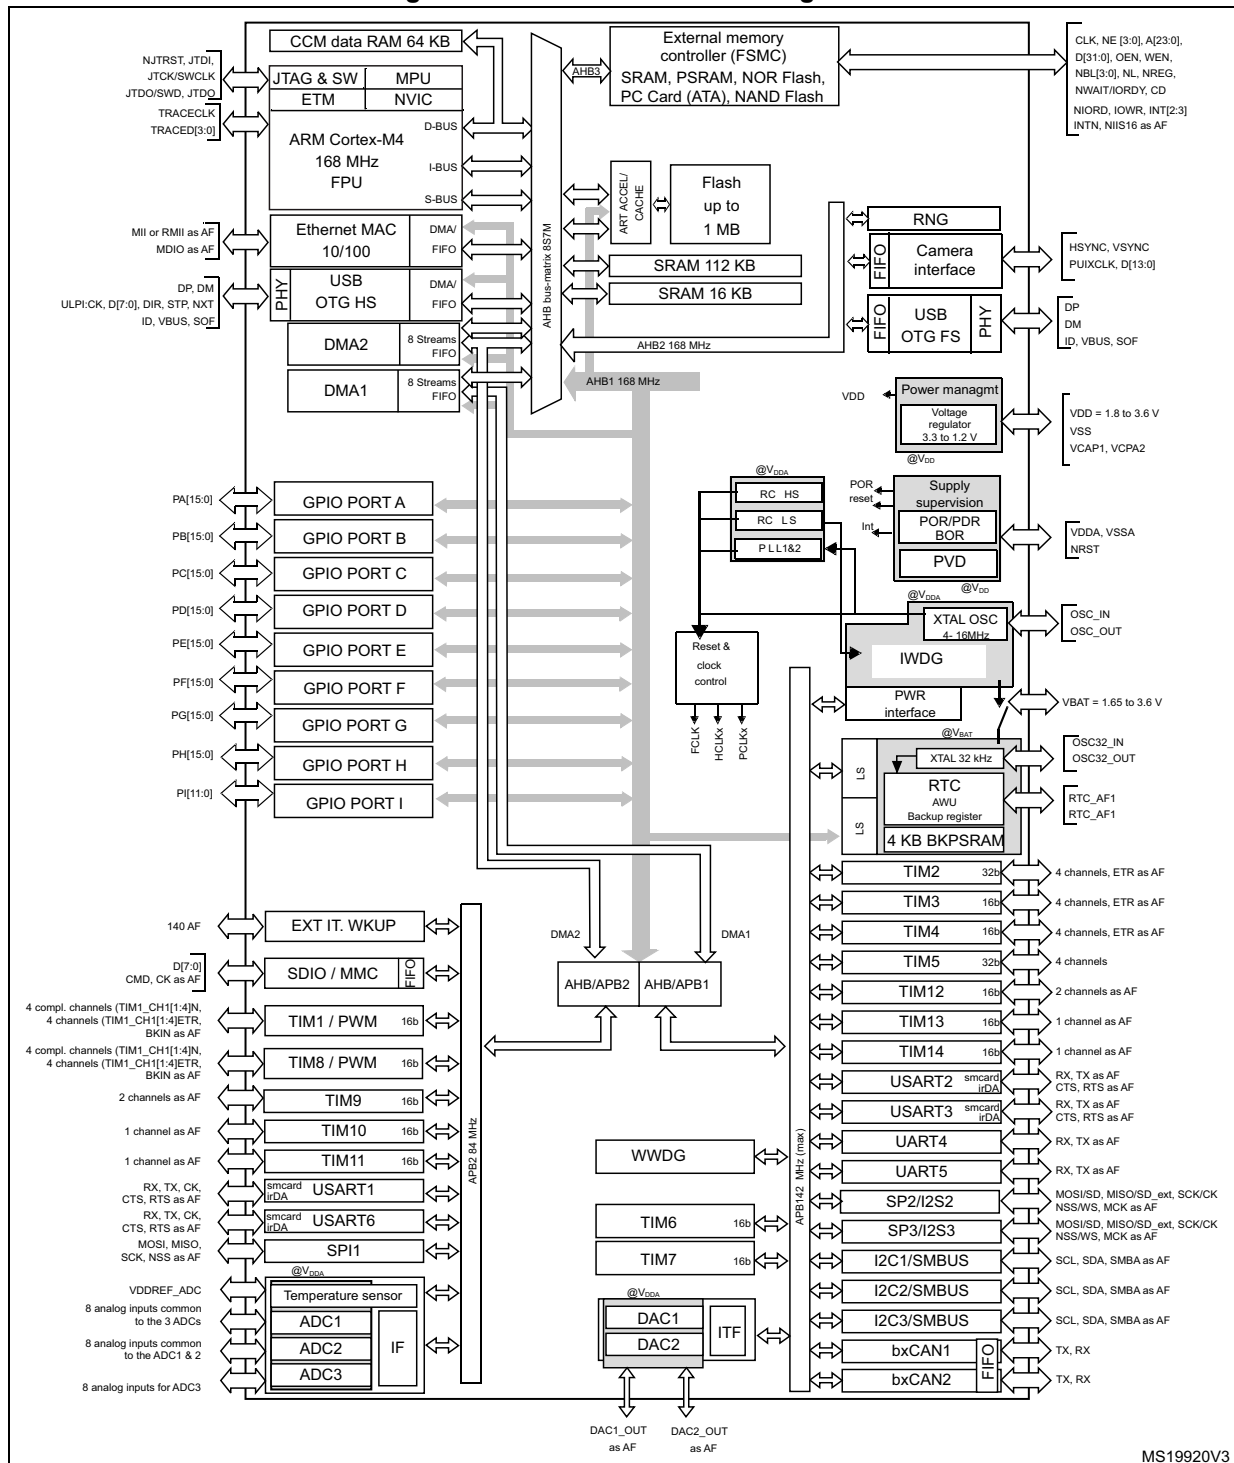 CCM data RAM 64 KB
External memory
controller (FSMC)
SRAM, PSRAM, NOR Flash,
PC Card (ATA), NAND Flash
AHB3
CLK, NE [3:0], A[23:0],
D[31:0], OEN, WEN,
NBL[3:0], NL, NREG,
NWAIT/IORDY, CD
NIORD, IOWR, INT[2:3]
INTN, NIIS16 as AF
NJTRST, JTDI,
JTCK/SWCLK
JTDO/SWD, JTDO
TRACECLK
TRACED[3:0]
JTAG & SW
MPU
ETM
NVIC
ARM Cortex-M4
168 MHz
FPU
D-BUS
I-BUS
S-BUS
AHB bus-matrix 8S7M
ART ACCEL/
CACHE
Flash
up to
1 MB
SRAM 112 KB
SRAM 16 KB
AHB2 168 MHz
AHB1 168 MHz
MII or RMII as AF
MDIO as AF
Ethernet MAC
10/100
DMA/
FIFO
DP, DM
ULPI:CK, D[7:0], DIR, STP, NXT
ID, VBUS, SOF
PHY
USB
OTG HS
DMA/
FIFO
DMA2
8 Streams
FIFO
DMA1
8 Streams
FIFO
RNG
FIFO
Camera
interface
HSYNC, VSYNC
PUIXCLK, D[13:0]
FIFO
USB
OTG FS
PHY
DP
DM
ID, VBUS, SOF
VDD
Power managmt
Voltage
regulator
3.3 to 1.2 V
@VDD
VDD = 1.8 to 3.6 V
VSS
VCAP1, VCPA2
@VDDA
RC HS
RC LS
PLL1&2
POR
reset
Int
Supply
supervision
POR/PDR
BOR
PVD
@VDD
VDDA, VSSA
NRST
@VDDA
XTAL OSC
4- 16MHz
IWDG
OSC_IN
OSC_OUT
PWR
interface
VBAT = 1.65 to 3.6 V
Reset &
clock
control
FCLK
HCLKx
PCLKx
@VBAT
LS
LS
XTAL 32 kHz
RTC
AWU
Backup register
4 KB BKPSRAM
OSC32_IN
OSC32_OUT
RTC_AF1
RTC_AF1
PA[15:0]
GPIO PORT A
PB[15:0]
GPIO PORT B
PC[15:0]
GPIO PORT C
PD[15:0]
GPIO PORT D
PE[15:0]
GPIO PORT E
PF[15:0]
GPIO PORT F
PG[15:0]
GPIO PORT G
PH[15:0]
GPIO PORT H
PI[11:0]
GPIO PORT I
DMA2
DMA1
AHB/APB2
AHB/APB1
140 AF
EXT IT. WKUP
D[7:0]
CMD, CK as AF
SDIO / MMC
FIFO
4 compl. channels (TIM1_CH1[1:4]N,
4 channels (TIM1_CH1[1:4]ETR,
BKIN as AF
TIM1 / PWM
16b
4 compl. channels (TIM1_CH1[1:4]N,
4 channels (TIM1_CH1[1:4]ETR,
BKIN as AF
TIM8 / PWM
16b
2 channels as AF
TIM9
16b
1 channel as AF
TIM10
16b
1 channel as AF
TIM11
16b
RX, TX, CK,
CTS, RTS as AF
smcard
irDA
USART1
RX, TX, CK,
CTS, RTS as AF
smcard
irDA
USART6
MOSI, MISO,
SCK, NSS as AF
SPI1
APB2 84 MHz
@VDDA
VDDREF_ADC
Temperature sensor
8 analog inputs common
to the 3 ADCs
ADC1
8 analog inputs common
to the ADC1 & 2
ADC2
8 analog inputs for ADC3
ADC3
IF
WWDG
TIM6
16b
TIM7
16b
@VDDA
DAC1
DAC2
ITF
DAC1_OUT
as AF
DAC2_OUT
as AF
APB142 MHz (max)
TIM2
32b
4 channels, ETR as AF
TIM3
16b
4 channels, ETR as AF
TIM4
16b
4 channels, ETR as AF
TIM5
32b
4 channels
TIM12
16b
2 channels as AF
TIM13
16b
1 channel as AF
TIM14
16b
1 channel as AF
USART2
smcard
irDA
RX, TX as AF
CTS, RTS as AF
USART3
smcard
irDA
RX, TX as AF
CTS, RTS as AF
UART4
RX, TX as AF
UART5
RX, TX as AF
SP2/I2S2
MOSI/SD, MISO/SD_ext, SCK/CK
NSS/WS, MCK as AF
SP3/I2S3
MOSI/SD, MISO/SD_ext, SCK/CK
NSS/WS, MCK as AF
I2C1/SMBUS
SCL, SDA, SMBA as AF
I2C2/SMBUS
SCL, SDA, SMBA as AF
I2C3/SMBUS
SCL, SDA, SMBA as AF
bxCAN1
TX, RX
bxCAN2
FIFO
TX, RX
MS19920V3